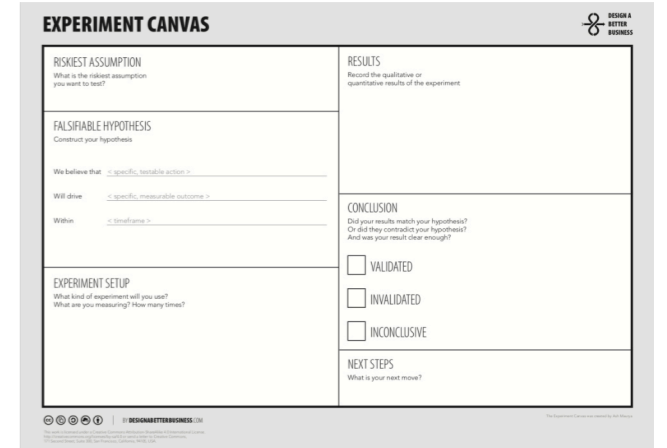 EXPERIMENT CANVAS
DESIGN A
BETTER
BUSINESS
RISKIEST ASSUMPTION
What is the riskiest assumption
you want to test?
FALSIFIABLE HYPOTHESIS
Construct your hypothesis
We believe that < specific, testable action >
Will drive < specific, measurable outcome >
Within < timeframe >
EXPERIMENT SETUP
What kind of experiment will you use?
What are you measuring? How many times?
RESULTS
Record the qualitative or
quantitative results of the experiment
CONCLUSION
Did your results match your hypothesis?
Or did they contradict your hypothesis?
And was your result clear enough?
VALIDATED
INVALIDATED
INCONCLUSIVE
NEXT STEPS
What is your next move?
BY DESIGNABETTERBUSINESS.COM